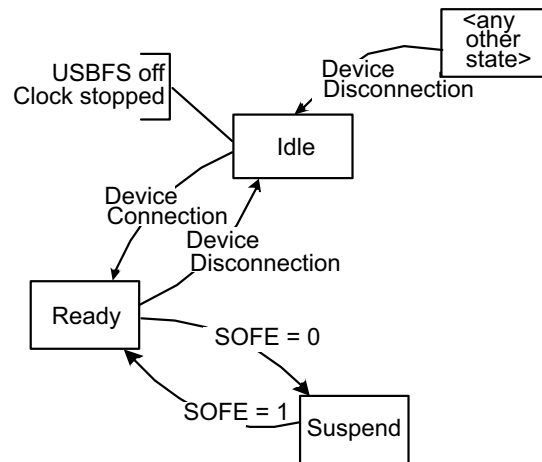 <any
other
state>
Device
Disconnection
USBFS off
Clock stopped
Idle
Device
Connection
Device
Disconnection
Ready
SOFE = 0
SOFE = 1
Suspend